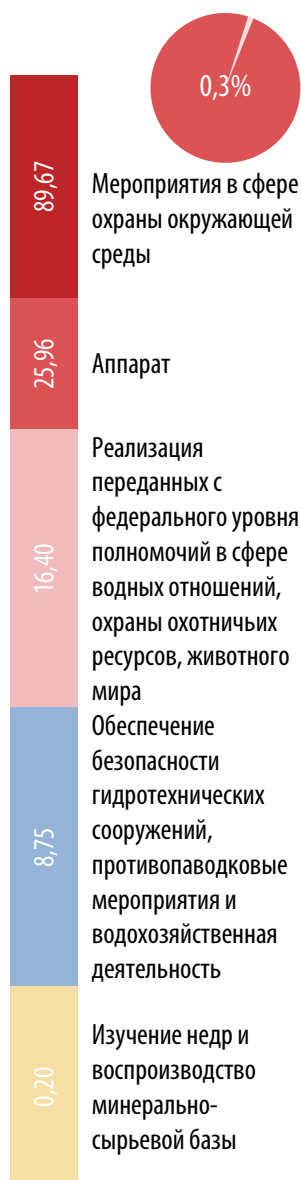 0,3%
89,67
Мероприятия в сфере
охраны окружающей
среды
25,96
Аппарат
16,40
Реализация
переданных с
федерального уровня
полномочий в сфере
водных отношений,
охраны охотничьих
ресурсов, животного
мира
8,75
Обеспечение
безопасности
гидротехнических
сооружений,
противопаводковые
мероприятия и
водохозяйственная
деятельность
0,20
Изучение недр и
воспроизводство
минерально-
сырьевой базы